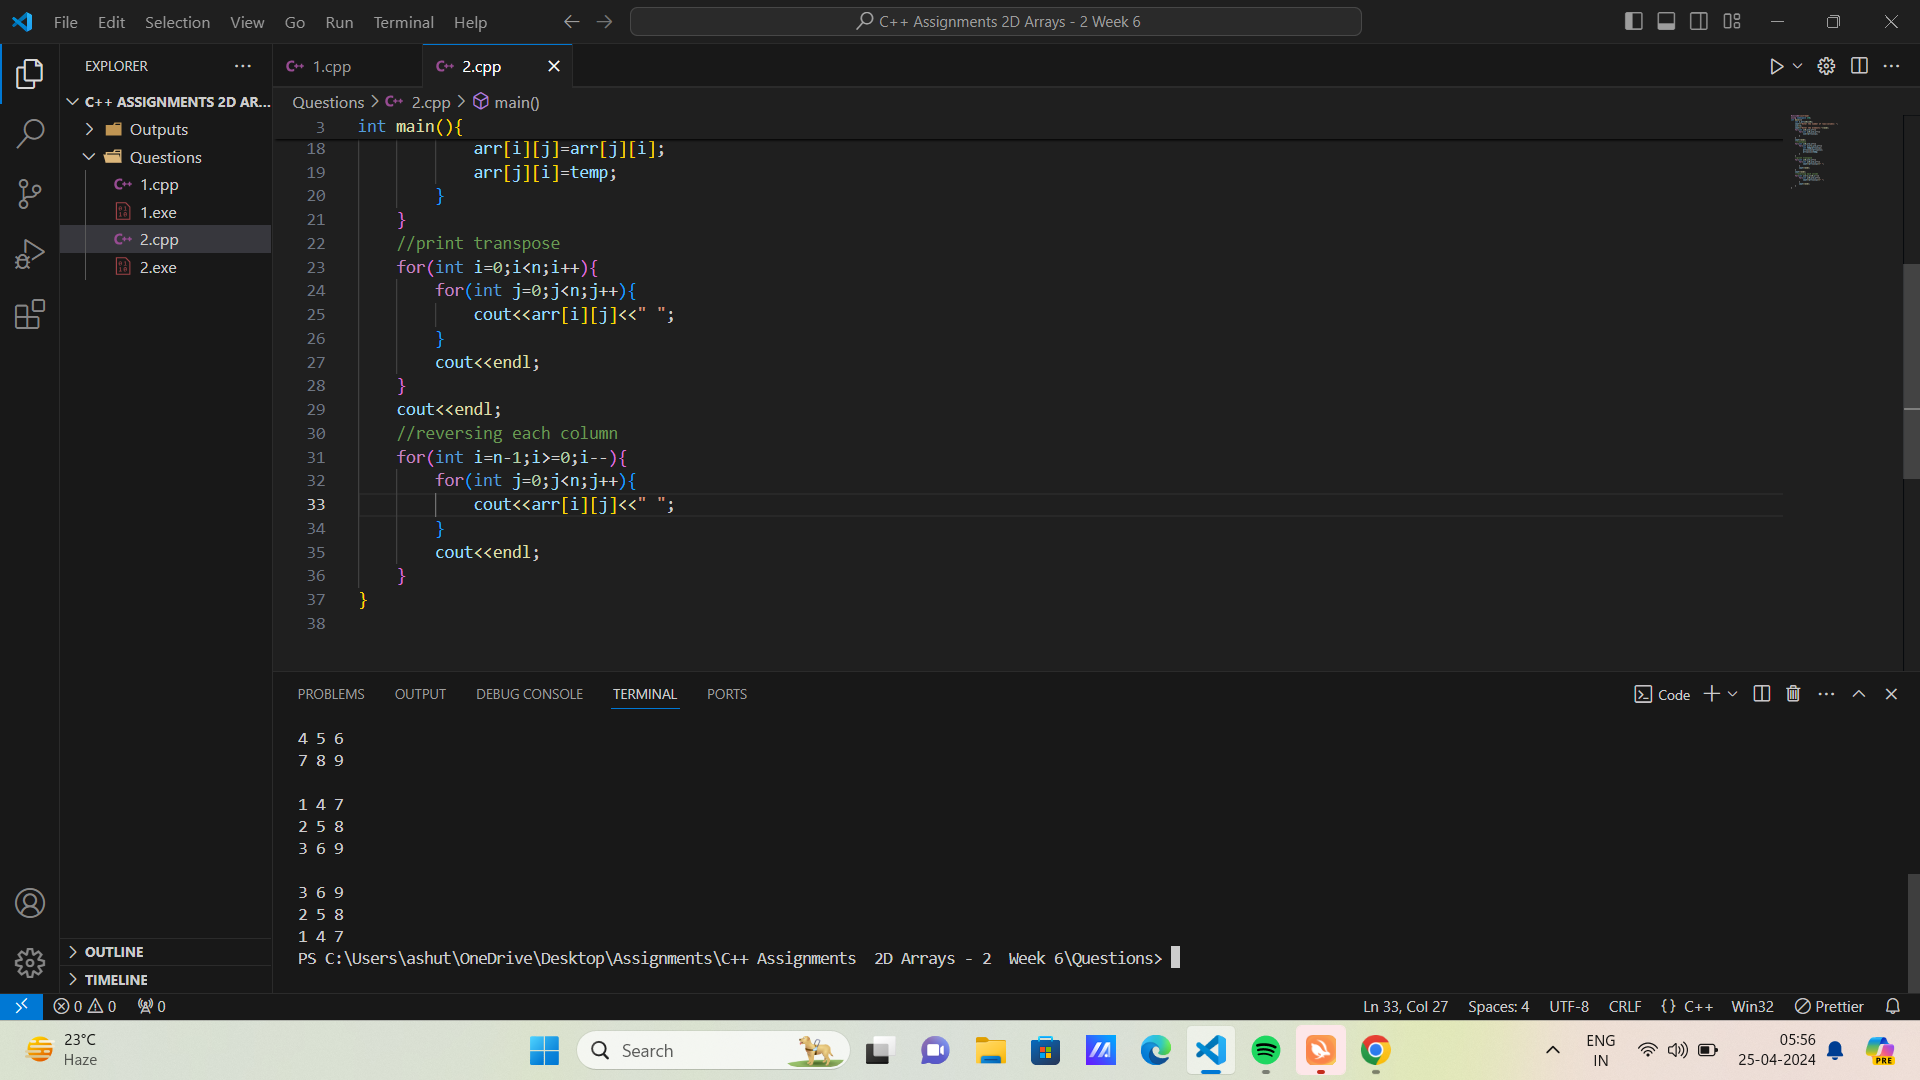 File Edit Selection View Go Run Terminal Help
C++ Assignments 2D Arrays - 2 Week 6
EXPLORER
C++ ASSIGNMENTS 2D AR...
Outputs
Questions
1.cpp
1.exe
2.cpp
2.exe
OUTLINE
TIMELINE
1.cpp
2.cpp
Questions > 2.cpp > main()
3 int main(){
18 arr[i][j]=arr[j][i];
19 arr[j][i]=temp;
20 }
21 }
22 //print transpose
23 for(int i=0;i<n;i++){
24 for(int j=0;j<n;j++){
25 cout<<arr[i][j]<<" ";
26 }
27 cout<<endl;
28 }
29 cout<<endl;
30 //reversing each column
31 for(int i=n-1;i>=0;i--){
32 for(int j=0;j<n;j++){
33 cout<<arr[i][j]<<" ";
34 }
35 cout<<endl;
36 }
37 }
38
PROBLEMS OUTPUT DEBUG CONSOLE TERMINAL PORTS
Code
4 5 6
7 8 9
1 4 7
2 5 8
3 6 9
3 6 9
2 5 8
1 4 7
PS C:\Users\ashut\OneDrive\Desktop\Assignments\C++ Assignments  2D Arrays - 2  Week 6\Questions>
0 0 0
Ln 33, Col 27 Spaces: 4 UTF-8 CRLF {} C++ Win32 Prettier
23°C
Haze
Search
ENG
IN
05:56
25-04-2024
PRE